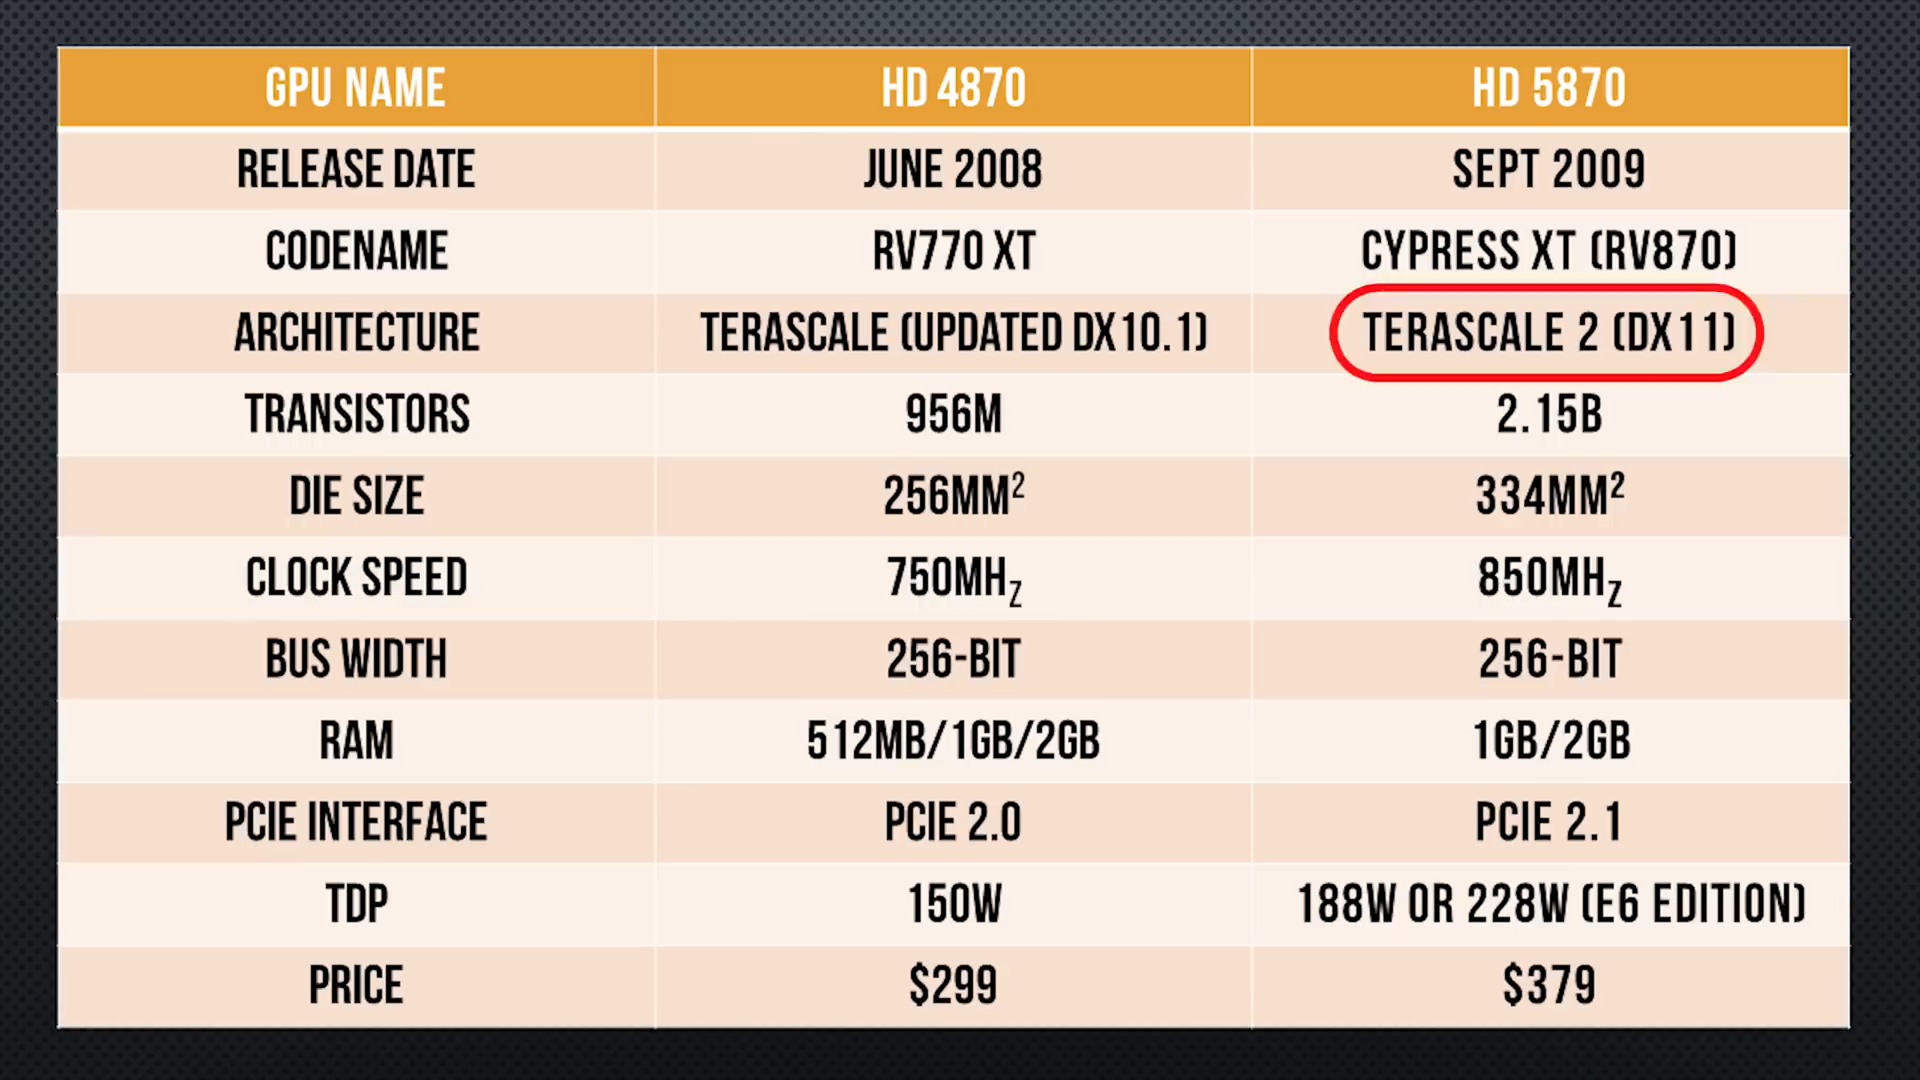 GPU NAME HD 4870 HD 5870
RELEASE DATE JUNE 2008 SEPT 2009
CODENAME RV770 XT CYPRESS XT (RV870)
ARCHITECTURE TERASCALE (UPDATED DX10.1) TERASCALE 2 (DX11)
TRANSISTORS 956M 2.15B
DIE SIZE 256MM² 334MM²
CLOCK SPEED 750MHZ 850MHZ
BUS WIDTH 256-BIT 256-BIT
RAM 512MB/1GB/2GB 1GB/2GB
PCIE INTERFACE PCIE 2.0 PCIE 2.1
TDP 150W 188W OR 228W (E6 EDITION)
PRICE $299 $379